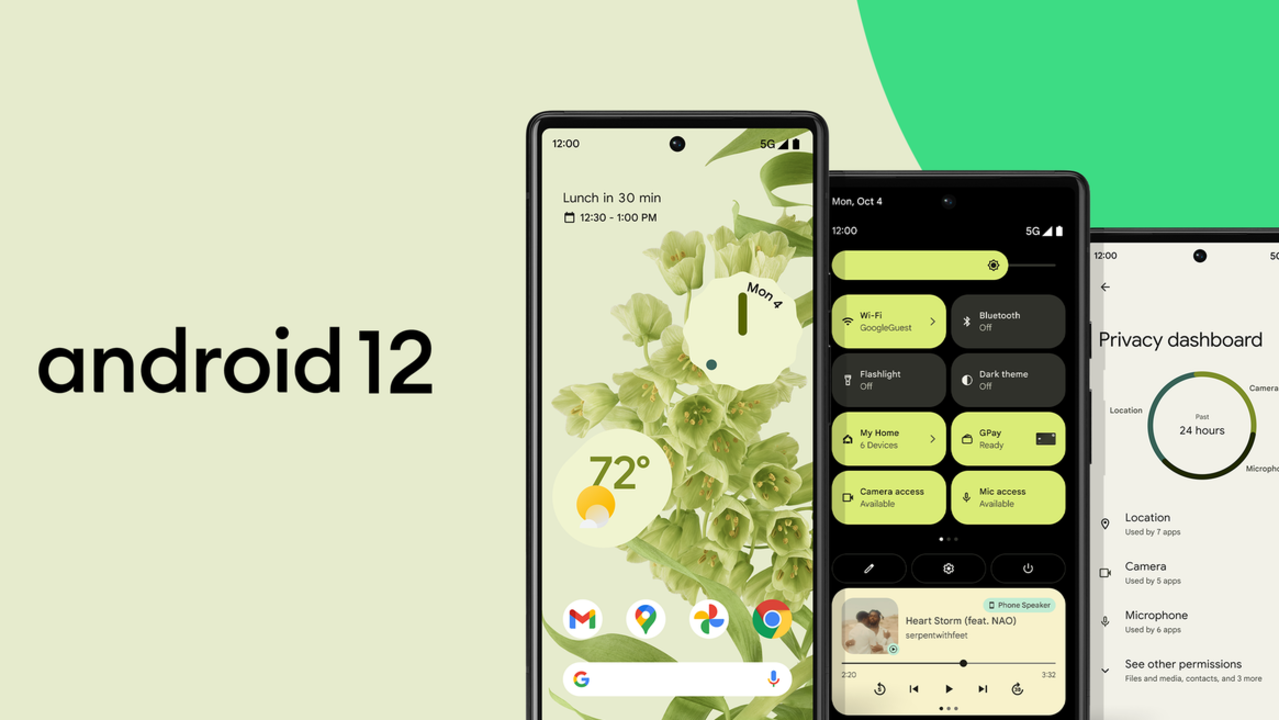 android 12
12:00
5G
Lunch in 30 min
12:30 - 1:00 PM
Mon 4
72°
Mon, Oct 4
12:00
5G
Wi-Fi
GoogleGuest
Bluetooth
Off
Flashlight
Off
Dark theme
Off
My Home
6 Devices
GPay
Ready
Camera access
Available
Mic access
Available
Phone Speaker
Heart Storm (feat. NAO)
serpentwithfeet
2:20
3:32
12:00
5G
Privacy dashboard
Camera
Location
Past
24 hours
Micropho
Location
Used by 7 apps
Camera
Used by 5 apps
Microphone
Used by 6 apps
See other permissions
Files and media, contacts, and 3 more